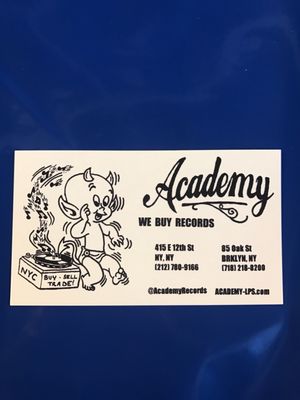 Academy
WE BUY RECORDS
415 E 12th St
NY, NY
(212) 780-9166
85 Oak St
BRKLYN, NY
(718) 218-8200
NYC
BUY - SELL
TRADE!
@AcademyRecords
ACADEMY-LPS.com